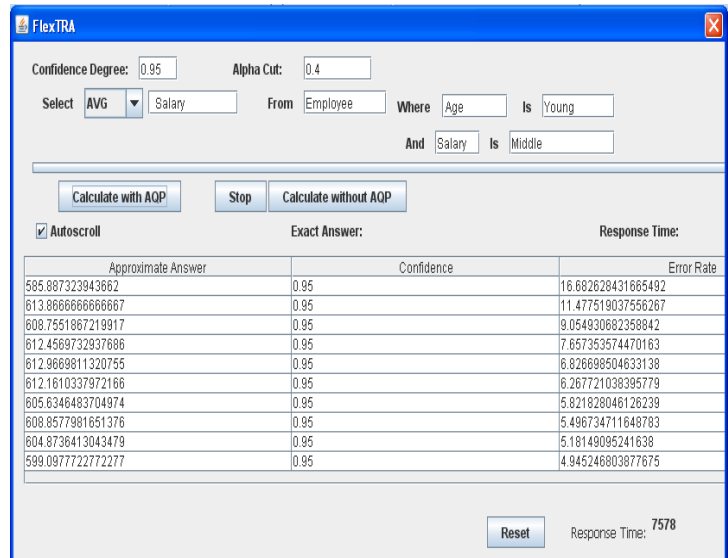 FlexTRA
Confidence Degree: 0.95 Alpha Cut: 0.4
Select AVG Salary From Employee Where Age Is Young
And Salary Is Middle
Calculate with AQP Stop Calculate without AQP
Autoscroll Exact Answer: Response Time:
Approximate Answer Confidence Error Rate
585.887323943662 0.95 16.682628431665492
613.8666666666667 0.95 11.477519037556267
608.7551867219917 0.95 9.054930682358842
612.4569732937686 0.95 7.657353574470163
612.9669811320755 0.95 6.826698504633138
612.1610337972166 0.95 6.267721038395779
605.6346483704974 0.95 5.821828046126239
608.8577981651376 0.95 5.496734711648783
604.8736413043479 0.95 5.18149095241638
599.0977722772277 0.95 4.945246803877675
Reset Response Time: 7578